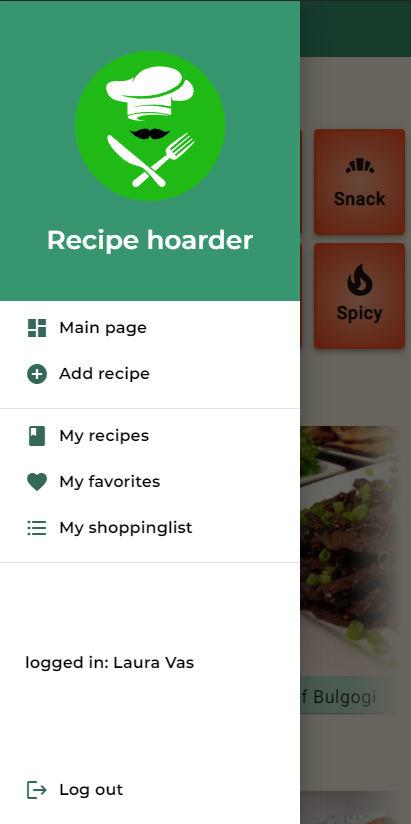 Recipe hoarder
Main page
Add recipe
My recipes
My favorites
My shoppinglist
logged in: Laura Vas
Log out
Snack
Spicy
f Bulgogi